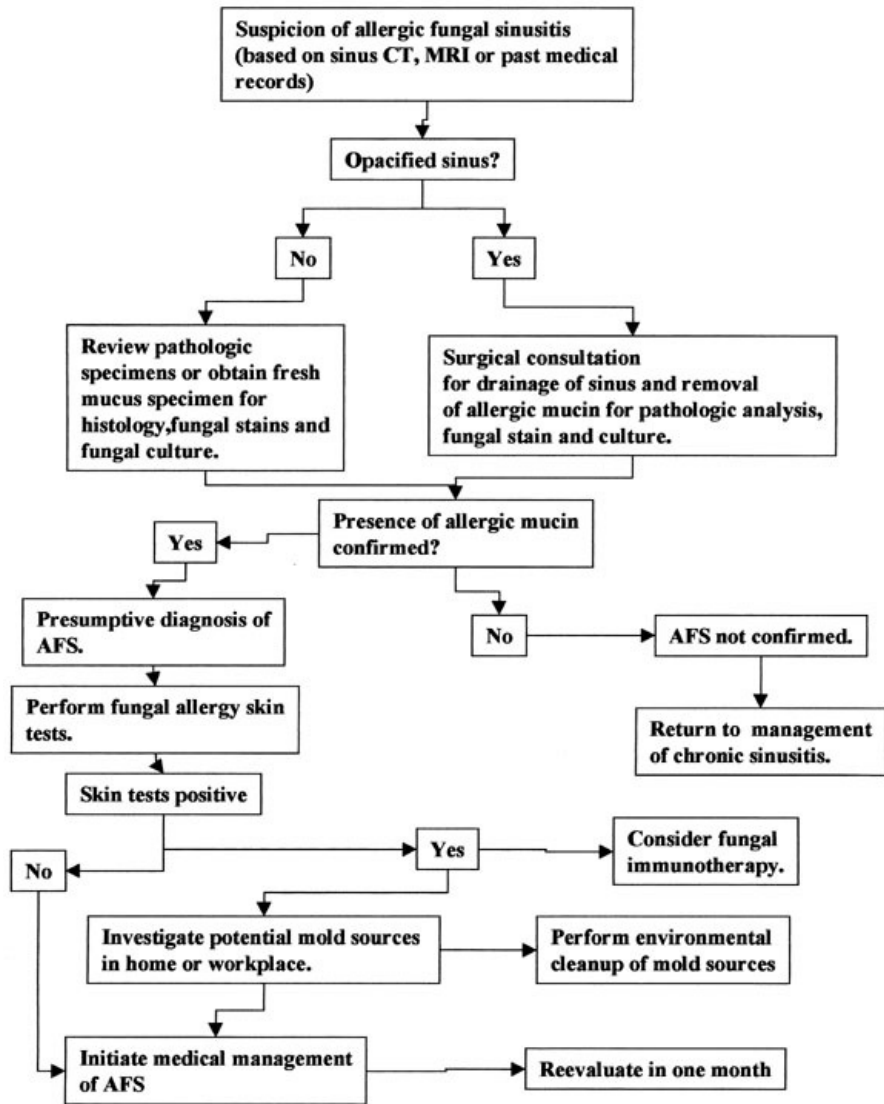 Suspicion of allergic fungal sinusitis
(based on sinus CT, MRI or past medical
records)
Opacified sinus?
No
Yes
Review pathologic
specimens or obtain fresh
mucus specimen for
histology,fungal stains and
fungal culture.
Surgical consultation
for drainage of sinus and removal
of allergic mucin for pathologic analysis,
fungal stain and culture.
Presence of allergic mucin
confirmed?
Yes
Presumptive diagnosis of
AFS.
No
AFS not confirmed.
Perform fungal allergy skin
tests.
Return to management
of chronic sinusitis.
Skin tests positive
No
Yes
Consider fungal
immunotherapy.
Investigate potential mold sources
in home or workplace.
Perform environmental
cleanup of mold sources
Initiate medical management
of AFS
Reevaluate in one month